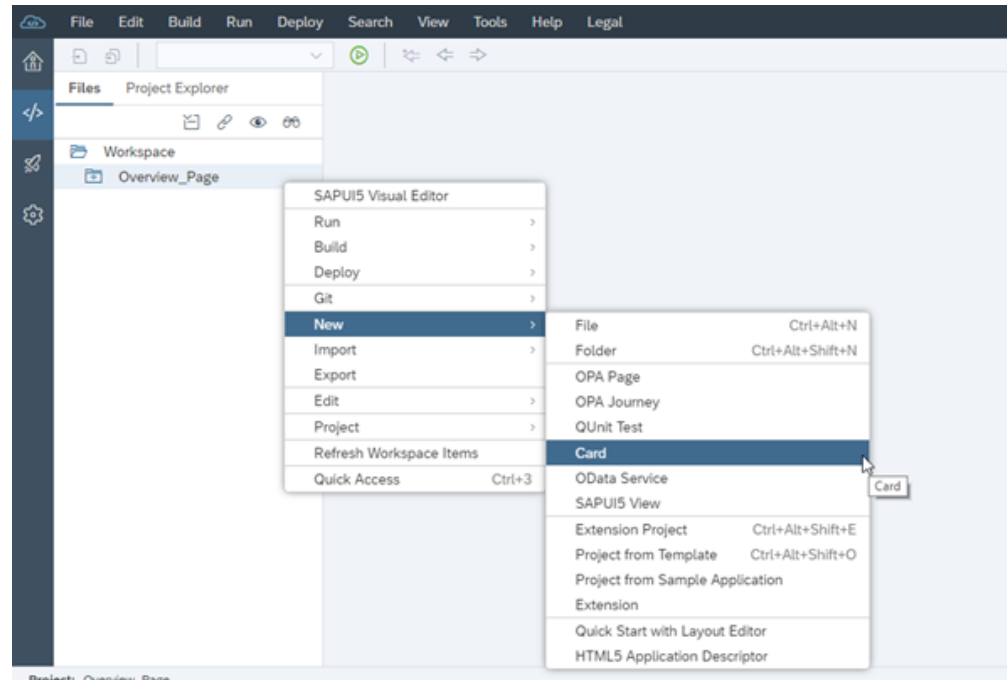 File Edit Build Run Deploy Search View Tools Help Legal
Files Project Explorer
Workspace
Overview_Page
SAPUI5 Visual Editor
Run
Build
Deploy
Git
New
Import
Export
Edit
Project
Refresh Workspace Items
Quick Access Ctrl+3
File Ctrl+Alt+N
Folder Ctrl+Alt+Shift+N
OPA Page
OPA Journey
QUnit Test
Card
Card
OData Service
SAPUI5 View
Extension Project Ctrl+Alt+Shift+E
Project from Template Ctrl+Alt+Shift+O
Project from Sample Application
Extension
Quick Start with Layout Editor
HTML5 Application Descriptor
Project: Overview_Page